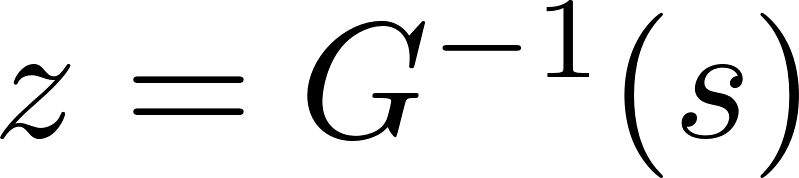 z = G⁻¹(s)